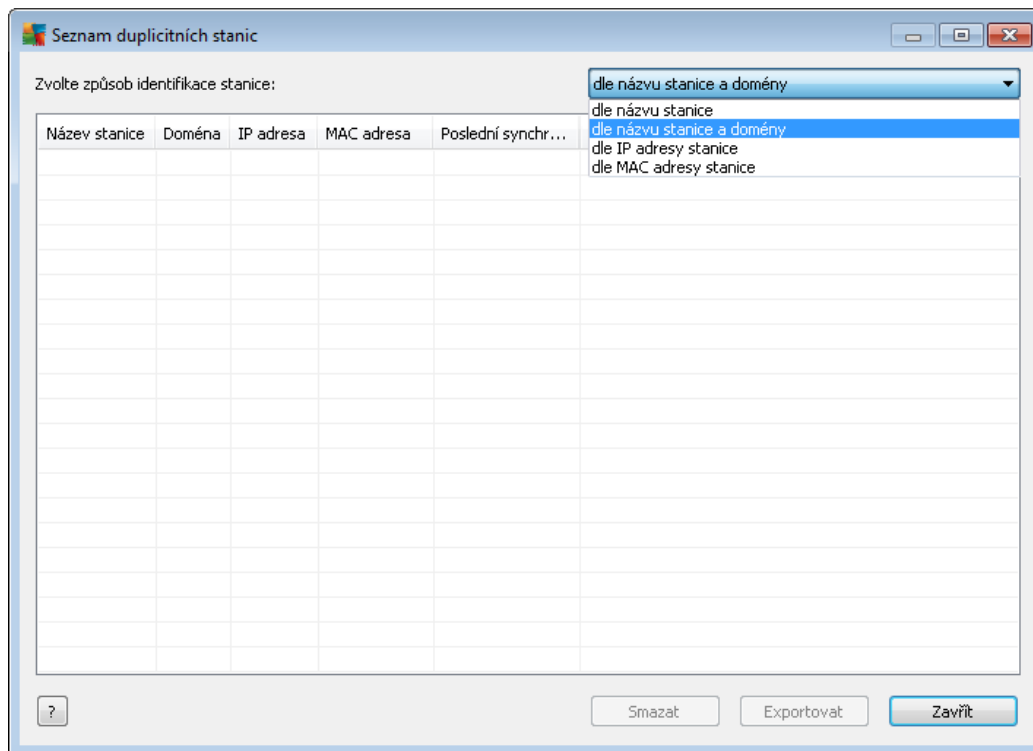 Seznam duplicitních stanic
Zvolte způsob identifikace stanice:
dle názvu stanice a domény
dle názvu stanice
dle názvu stanice a domény
dle IP adresy stanice
dle MAC adresy stanice
Název stanice Doména IP adresa MAC adresa Poslední synchr...
? Smazat Exportovat Zavřít